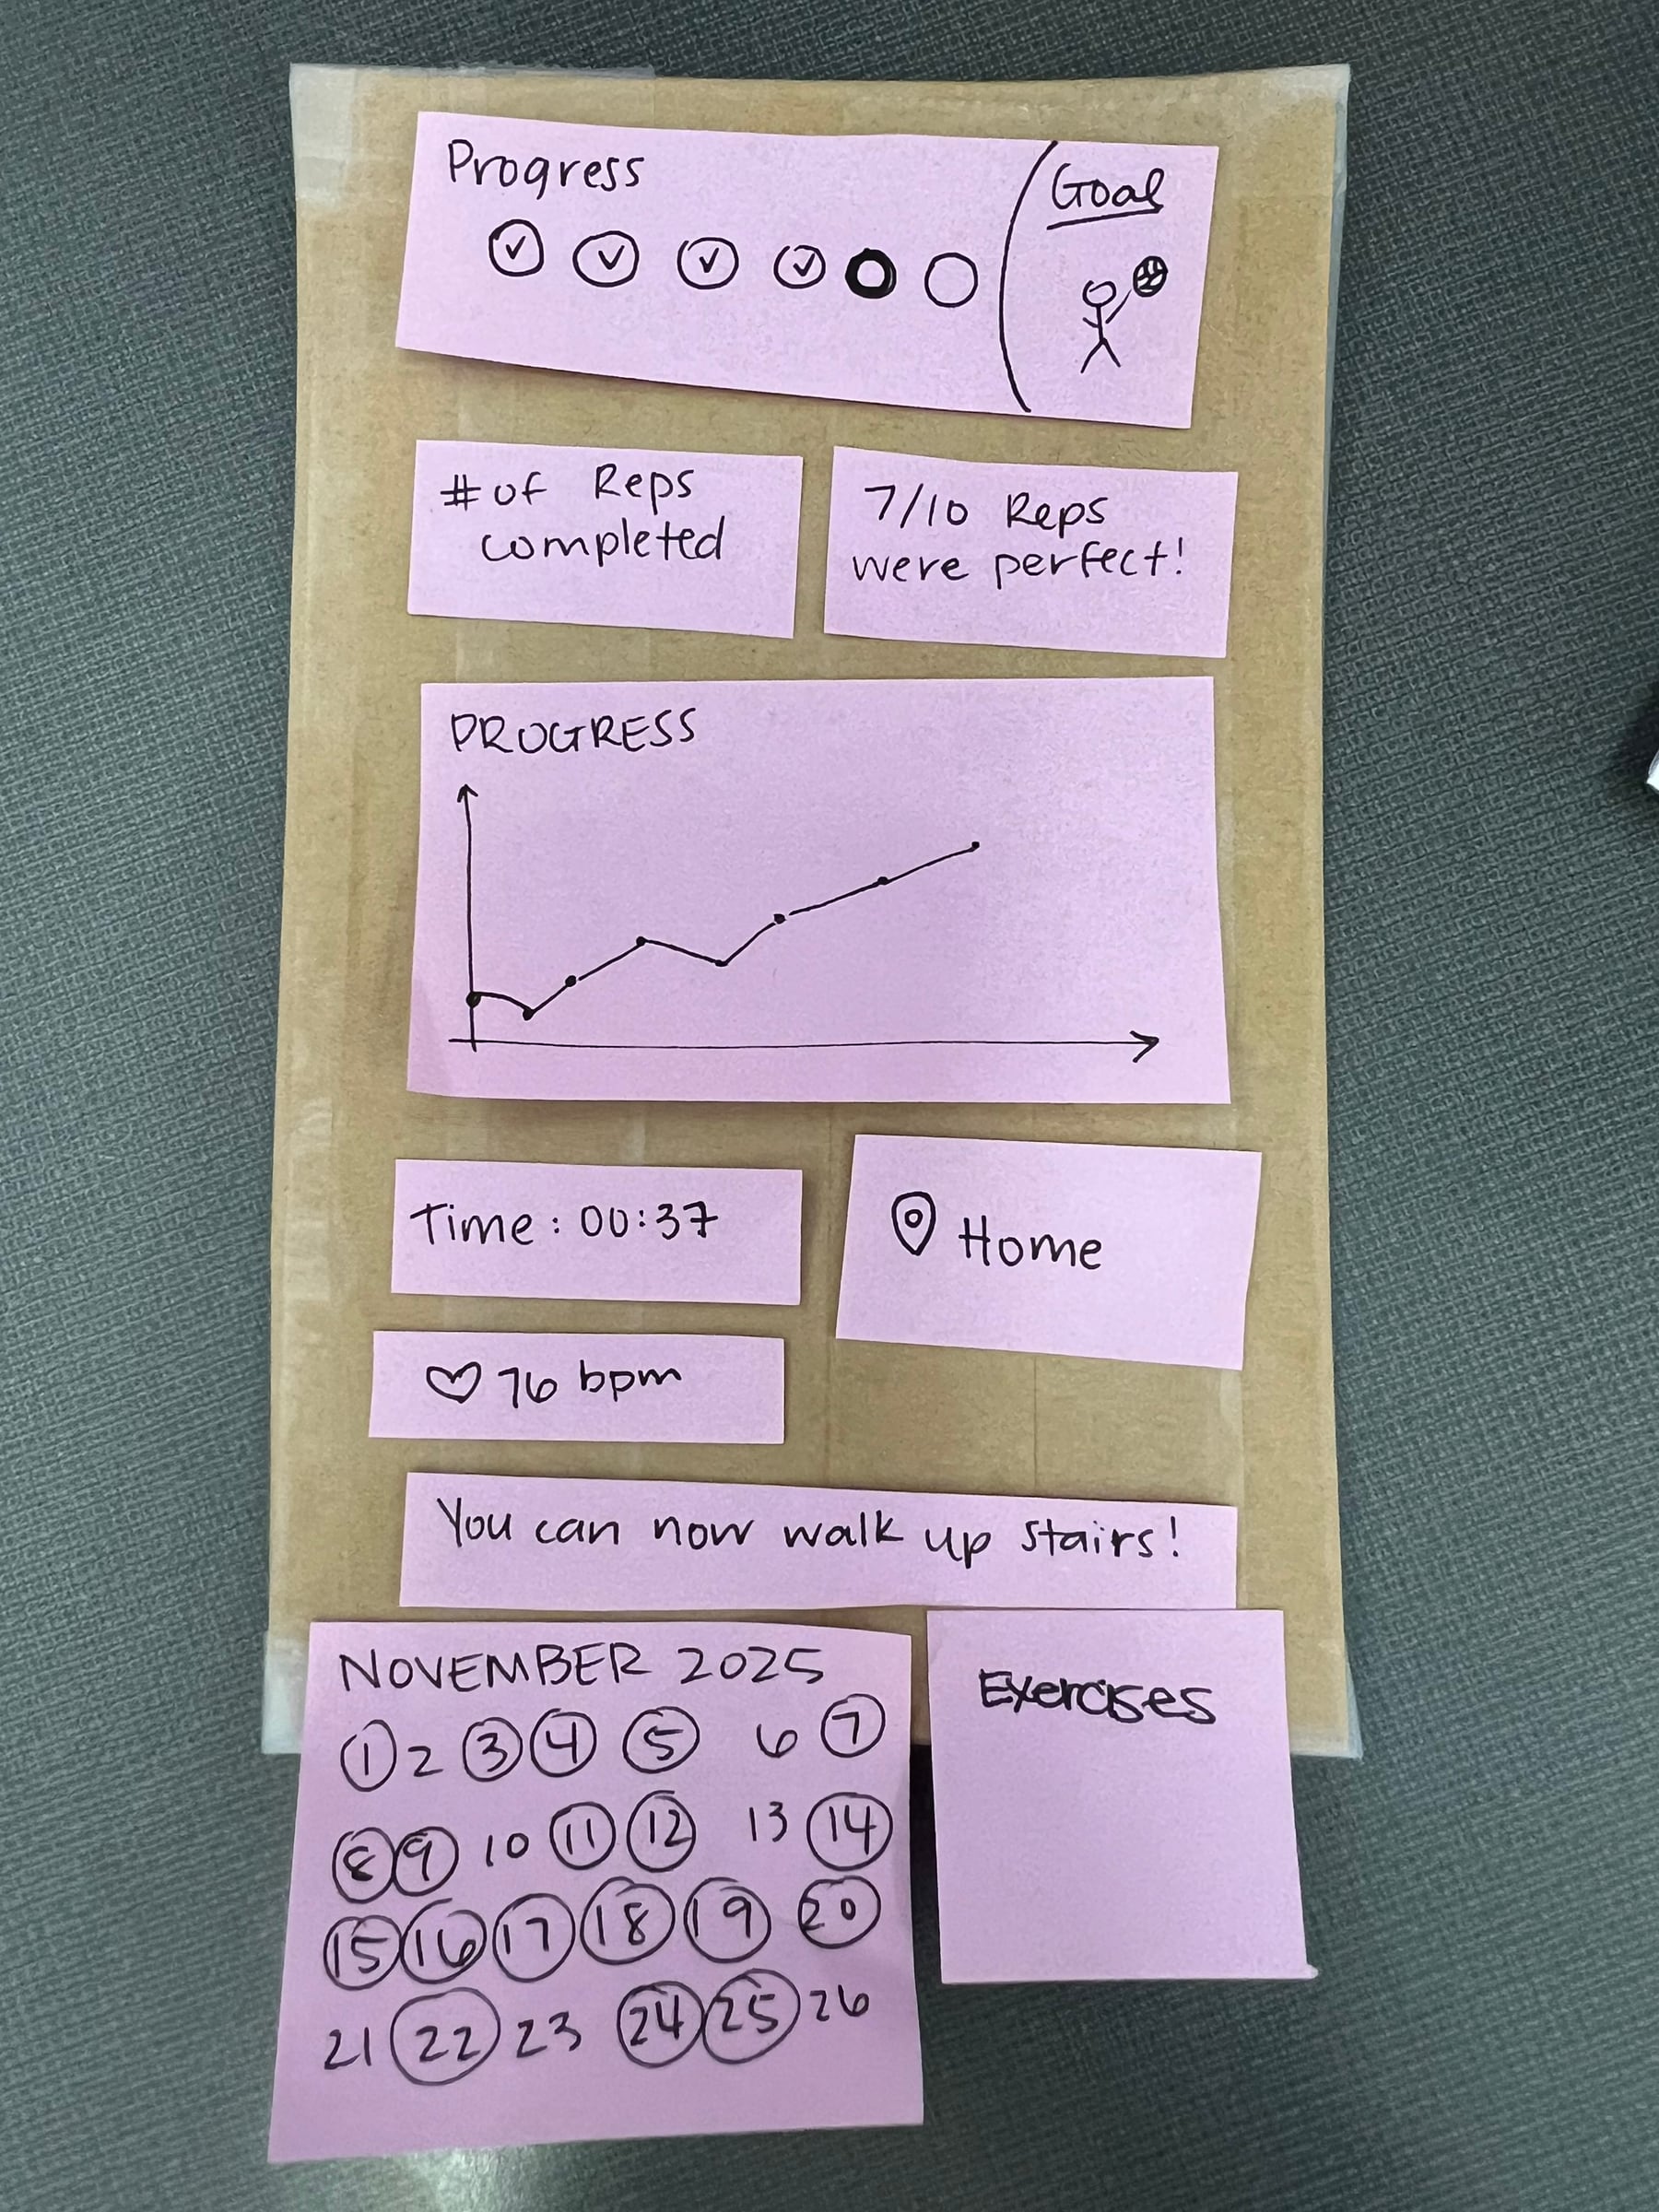 Progress
Goal
# of Reps
completed
7/10 Reps
were perfect!
PROGRESS
Time: 00:37
Home
76 bpm
You can now walk up stairs!
NOVEMBER 2025
1 2 3 4 5 6 7
8 9 10 11 12 13 14
15 16 17 18 19 20
21 22 23 24 25 26
Exercises